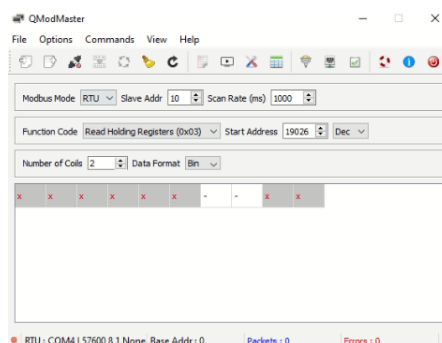 QModMaster
File Options Commands View Help
Modbus Mode RTU Slave Addr 10 Scan Rate (ms) 1000
Function Code Read Holding Registers (0x03) Start Address 19026 Dec
Number of Coils 2 Data Format Bin
x x x x x x - - x x
RTU : COM4 | 57600,8,1,None Base Addr : 0 Packets : 0 Errors : 0